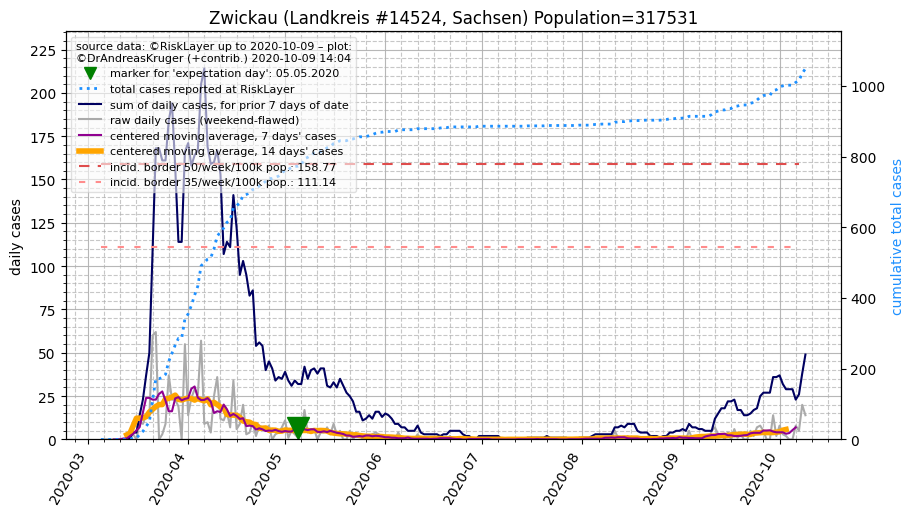 Zwickau (Landkreis #14524, Sachsen) Population=317531
source data: ©RiskLayer up to 2020-10-09 – plot:
©DrAndreasKruger (+contrib.) 2020-10-09 14:04
marker for 'expectation day': 05.05.2020
total cases reported at RiskLayer
sum of daily cases, for prior 7 days of date
raw daily cases (weekend-flawed)
centered moving average, 7 days' cases
centered moving average, 14 days' cases
incid. border 50/week/100k pop.: 158.77
incid. border 35/week/100k pop.: 111.14
daily cases
225
200
175
150
125
100
75
50
25
0
cumulative total cases
1000
800
600
400
200
0
2020-03
2020-04
2020-05
2020-06
2020-07
2020-08
2020-09
2020-10